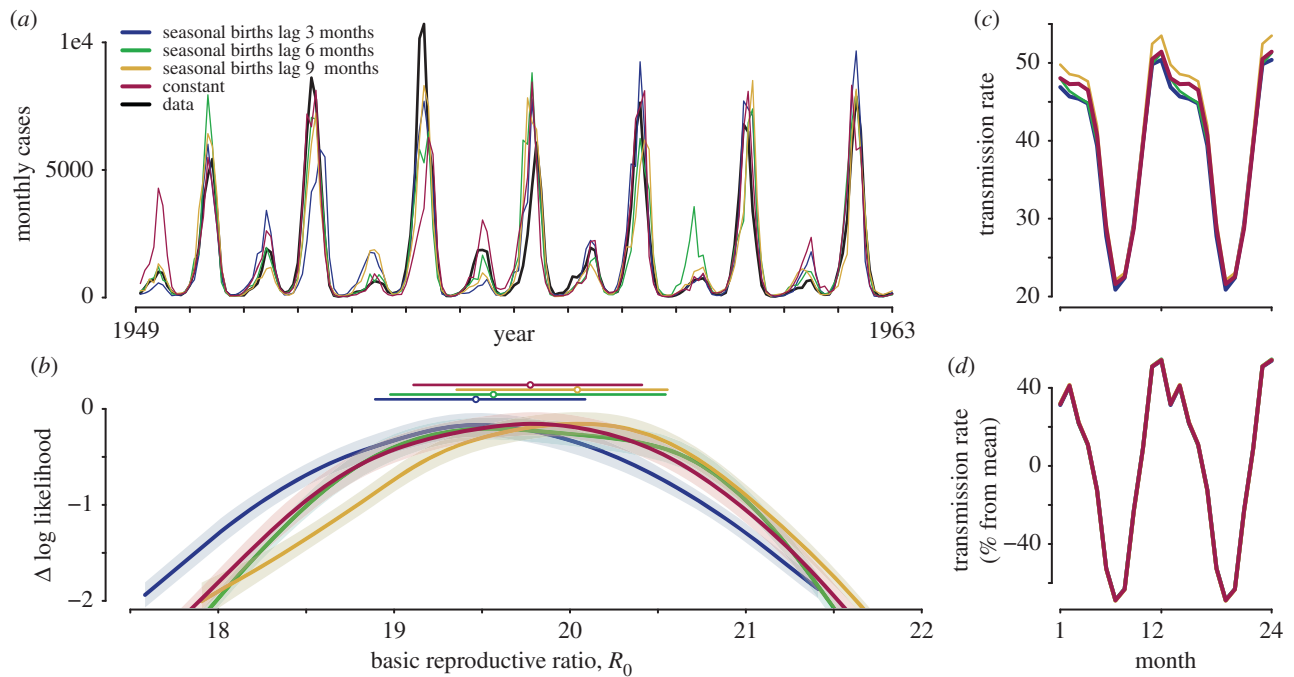 (a)
seasonal births lag 3 months
seasonal births lag 6 months
seasonal births lag 9 months
constant
data
1e4
5000
0
monthly cases
1949
year
1963
(b)
0
−1
−2
Δ log likelihood
18
19
20
21
22
basic reproductive ratio, R0
(c)
50
40
30
20
transmission rate
(d)
40
0
−40
transmission rate
(% from mean)
1
12
24
month